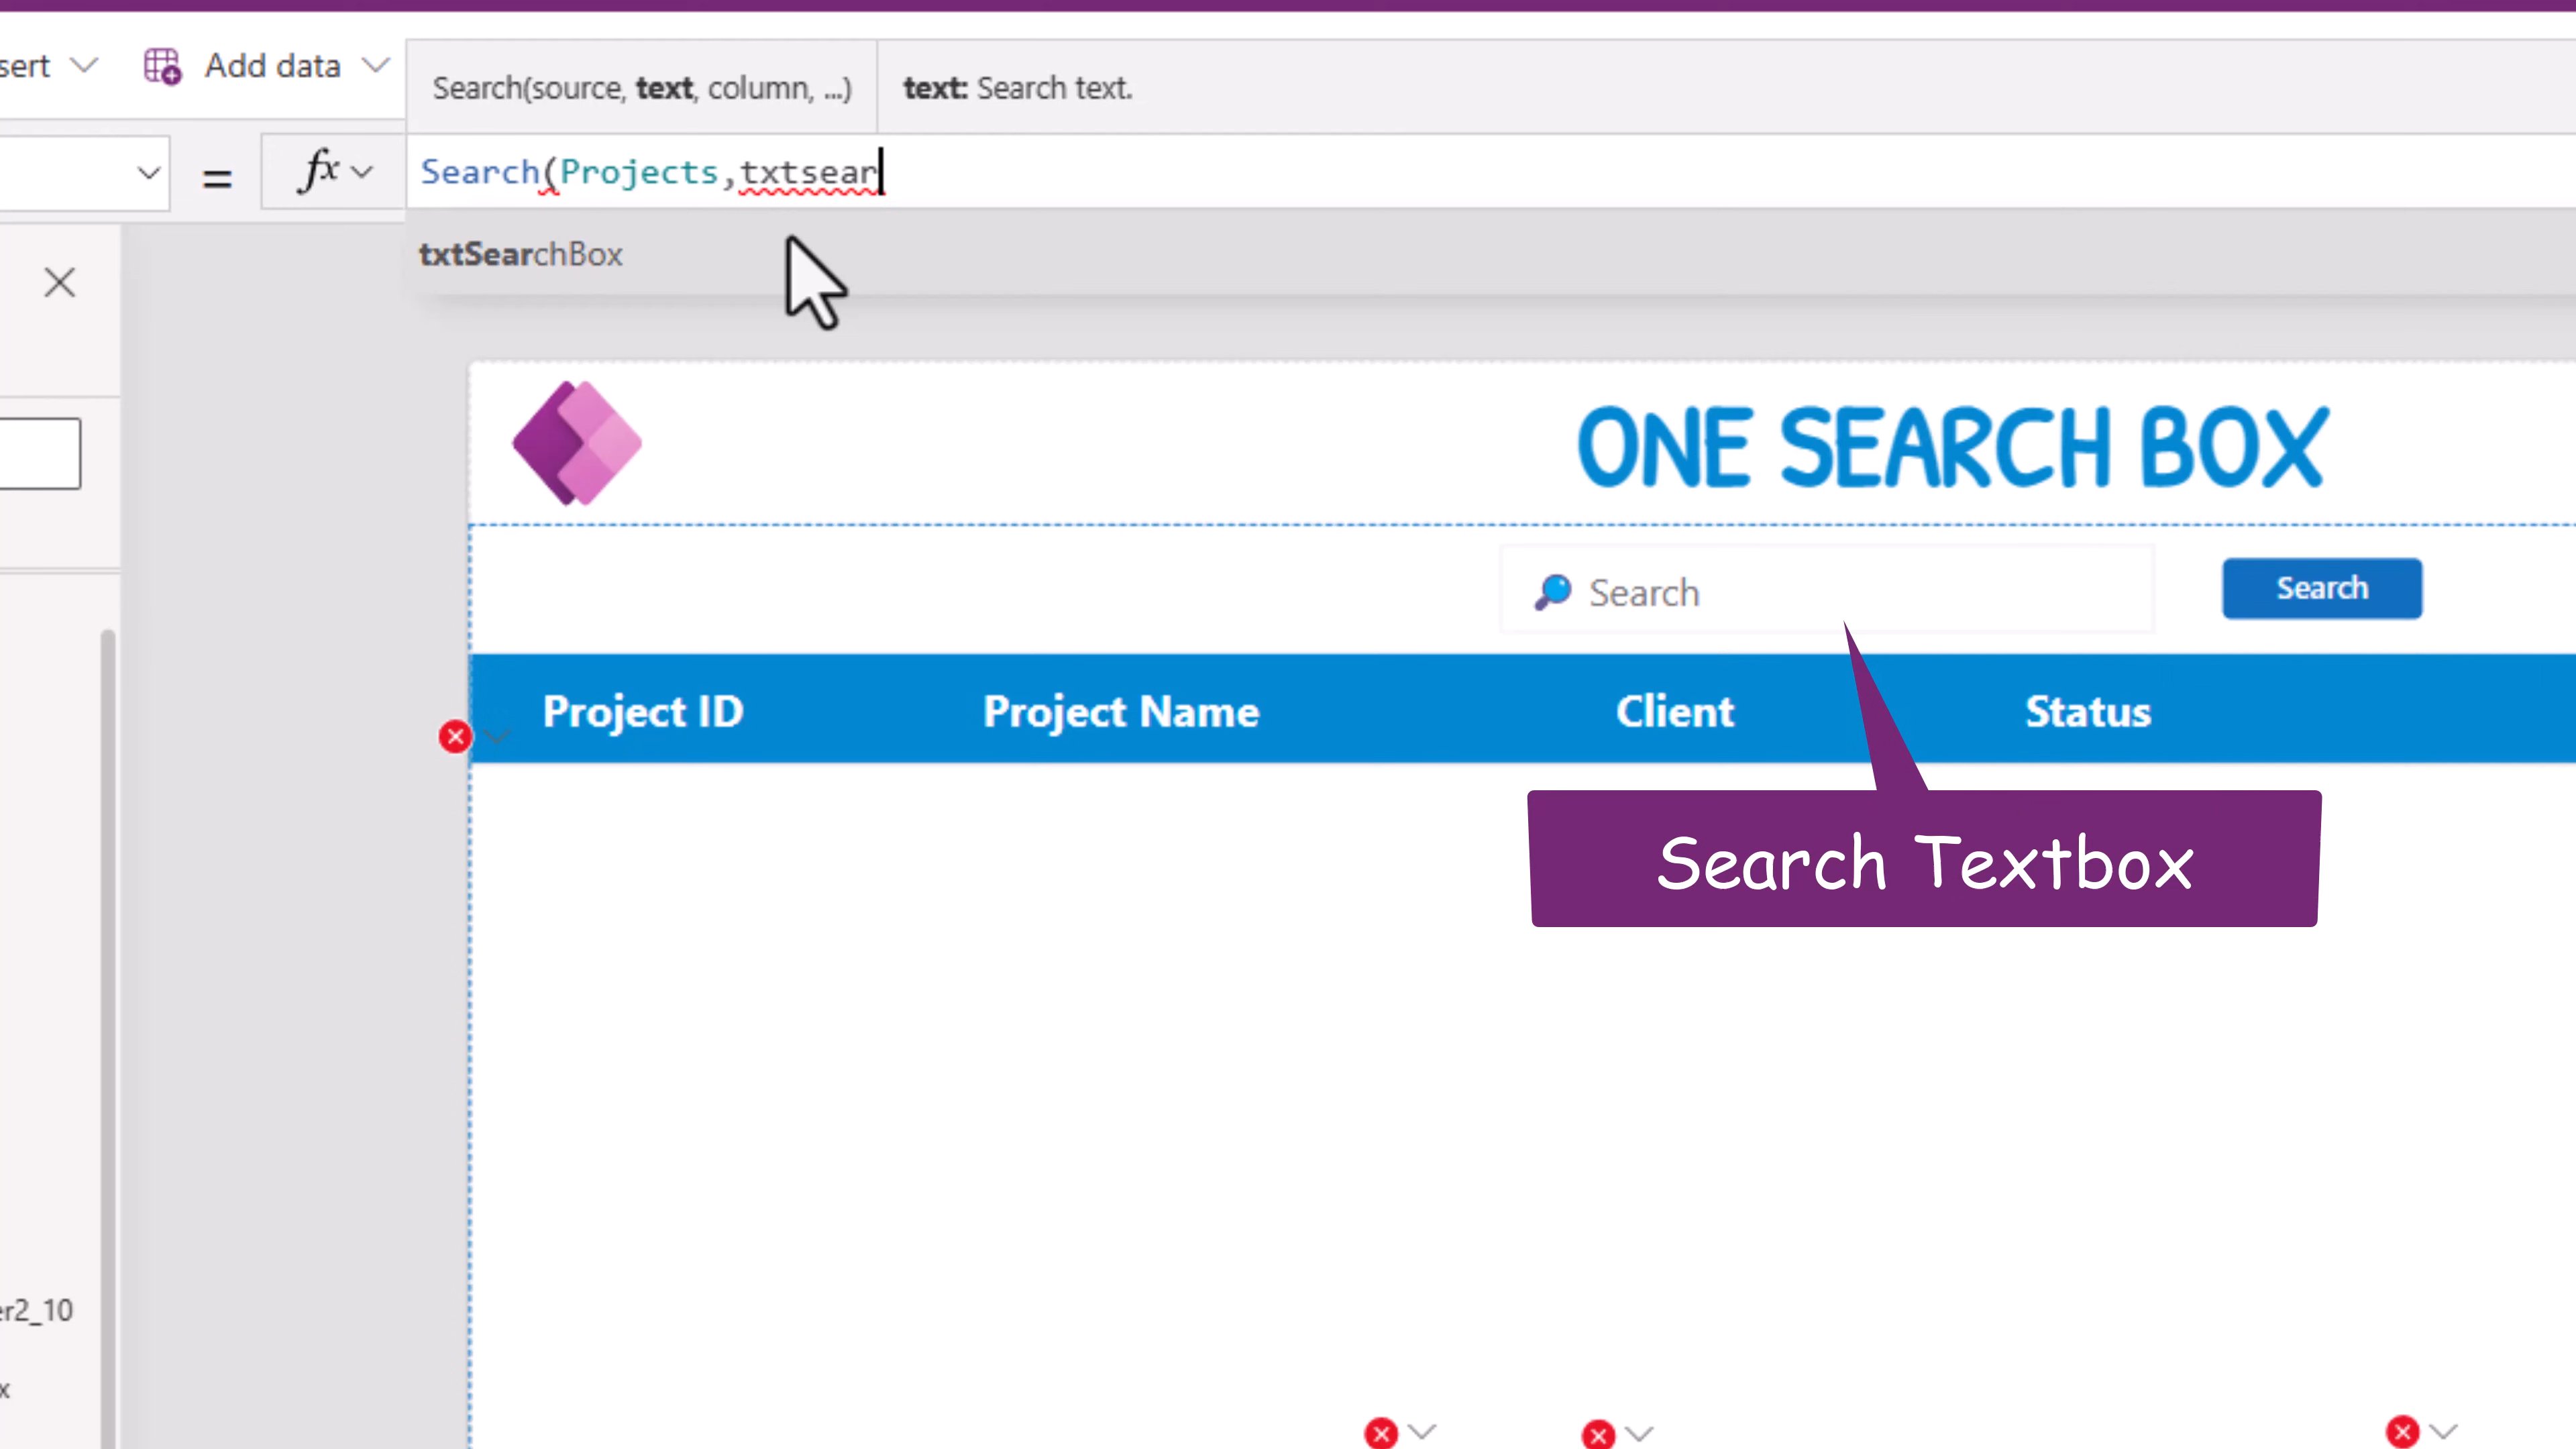 sert
Add data
Search(source, text, column, ...)
text: Search text.
=
fx
Search(Projects,txtsear
txtSearchBox
ONE SEARCH BOX
Search
Search
Project ID
Project Name
Client
Status
Search Textbox
er2_10
x